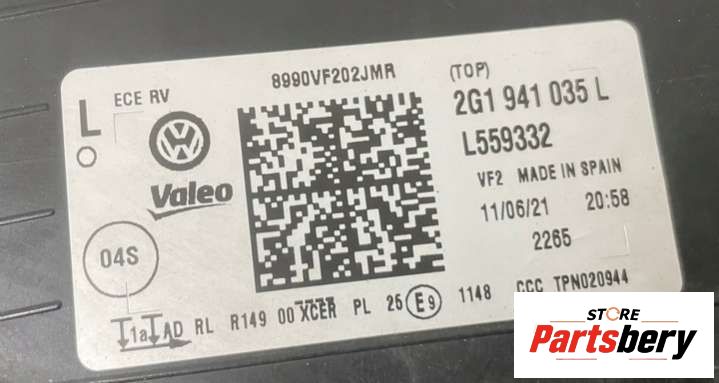 8990VF202JMR
(TOP)
L
ECE RV
2G1 941 035 L
L559332
Valeo
VF2 MADE IN SPAIN
11/06/21 20:58
04S
2265
1a AD RL R149 00 XCER PL 25 E9 1148 CCC TPN020944
STORE
Partsbery